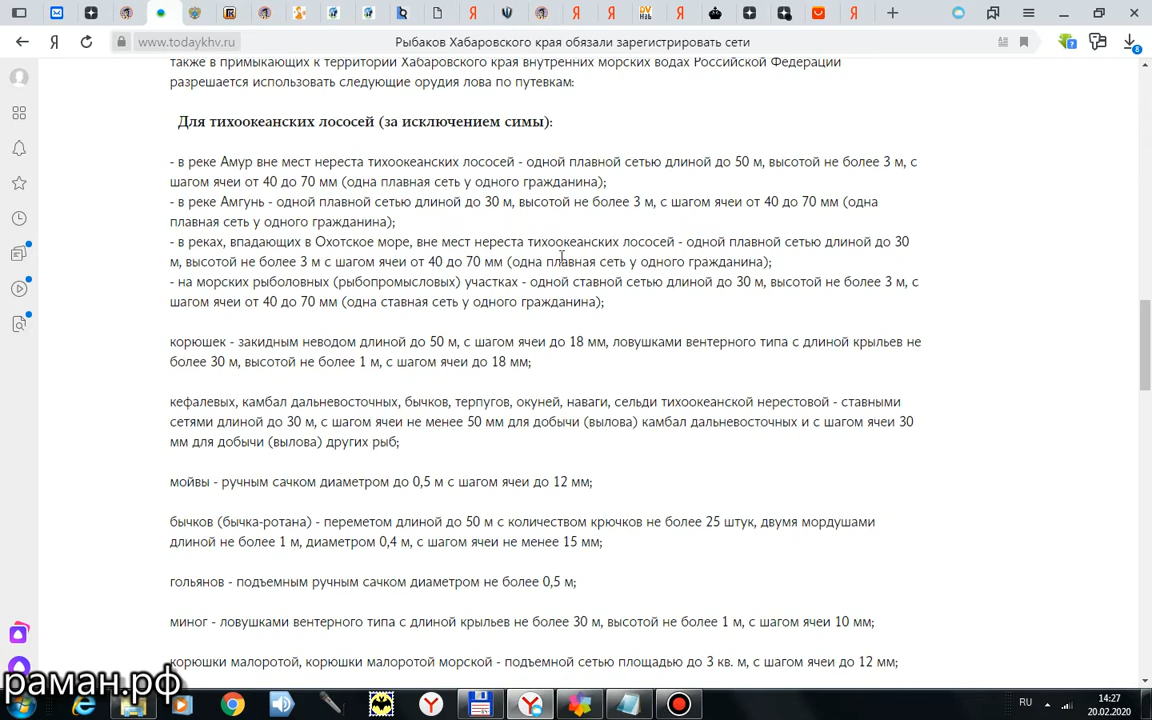 www.todaykhv.ru
Рыбаков Хабаровского края обязали зарегистрировать сети
8
также в примыкающих к территории Хабаровского края внутренних морских водах Российской Федерации
разрешается использовать следующие орудия лова по путевкам:
Для тихоокеанских лососей (за исключением симы):
- в реке Амур вне мест нереста тихоокеанских лососей - одной плавной сетью длиной до 50 м, высотой не более 3 м, с
шагом ячеи от 40 до 70 мм (одна плавная сеть у одного гражданина);
- в реке Амгунь - одной плавной сетью длиной до 30 м, высотой не более 3 м, с шагом ячеи от 40 до 70 мм (одна
плавная сеть у одного гражданина);
- в реках, впадающих в Охотское море, вне мест нереста тихоокеанских лососей - одной плавной сетью длиной до 30
м, высотой не более 3 м с шагом ячеи от 40 до 70 мм (одна плавная сеть у одного гражданина);
- на морских рыболовных (рыбопромысловых) участках - одной ставной сетью длиной до 30 м, высотой не более 3 м, с
шагом ячеи от 40 до 70 мм (одна ставная сеть у одного гражданина);
корюшек - закидным неводом длиной до 50 м, с шагом ячеи до 18 мм, ловушками вентерного типа с длиной крыльев не
более 30 м, высотой не более 1 м, с шагом ячеи до 18 мм;
кефалевых, камбал дальневосточных, бычков, терпугов, окуней, наваги, сельди тихоокеанской нерестовой - ставными
сетями длиной до 30 м, с шагом ячеи не менее 50 мм для добычи (вылова) камбал дальневосточных и с шагом ячеи 30
мм для добычи (вылова) других рыб;
мойвы - ручным сачком диаметром до 0,5 м с шагом ячеи до 12 мм;
бычков (бычка-ротана) - переметом длиной до 50 м с количеством крючков не более 25 штук, двумя мордушами
длиной не более 1 м, диаметром 0,4 м, с шагом ячеи не менее 15 мм;
гольянов - подъемным ручным сачком диаметром не более 0,5 м;
миног - ловушками вентерного типа с длиной крыльев не более 30 м, высотой не более 1 м, с шагом ячеи 10 мм;
корюшки малоротой, корюшки малоротой морской - подъемной сетью площадью до 3 кв. м, с шагом ячеи до 12 мм;
раман.рф
RU
14:27
20.02.2020